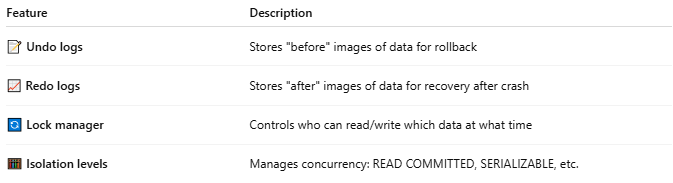 Feature Description
📝 Undo logs Stores "before" images of data for rollback
📈 Redo logs Stores "after" images of data for recovery after crash
🔄 Lock manager Controls who can read/write which data at what time
🧮 Isolation levels Manages concurrency: READ COMMITTED, SERIALIZABLE, etc.